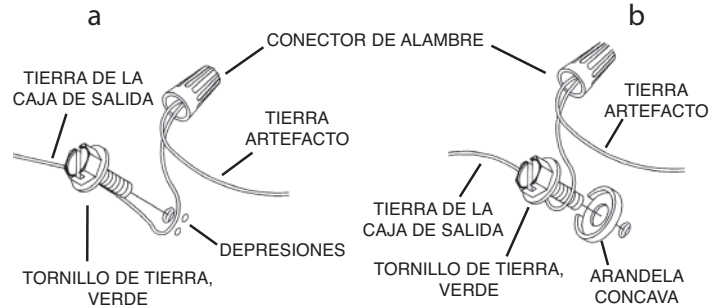 a
CONECTOR DE ALAMBRE
TIERRA DE LA
CAJA DE SALIDA
TIERRA
ARTEFACTO
DEPRESIONES
TORNILLO DE TIERRA,
VERDE
b
TIERRA
ARTEFACTO
TIERRA DE LA
CAJA DE SALIDA
TORNILLO DE TIERRA,
VERDE
ARANDELA
CONCAVA